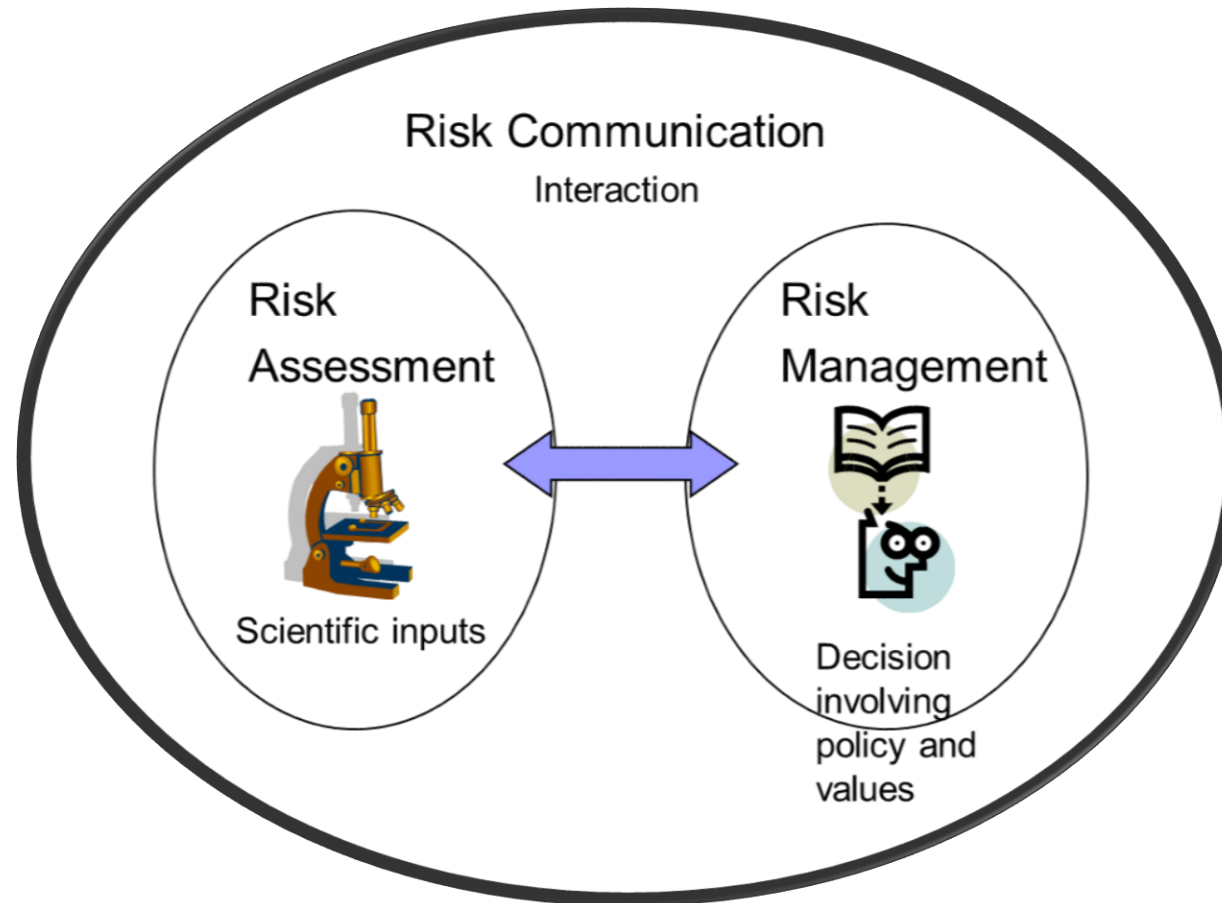 Risk Communication
Interaction
Risk
Assessment
Scientific inputs
Risk
Management
Decision
involving
policy and
values